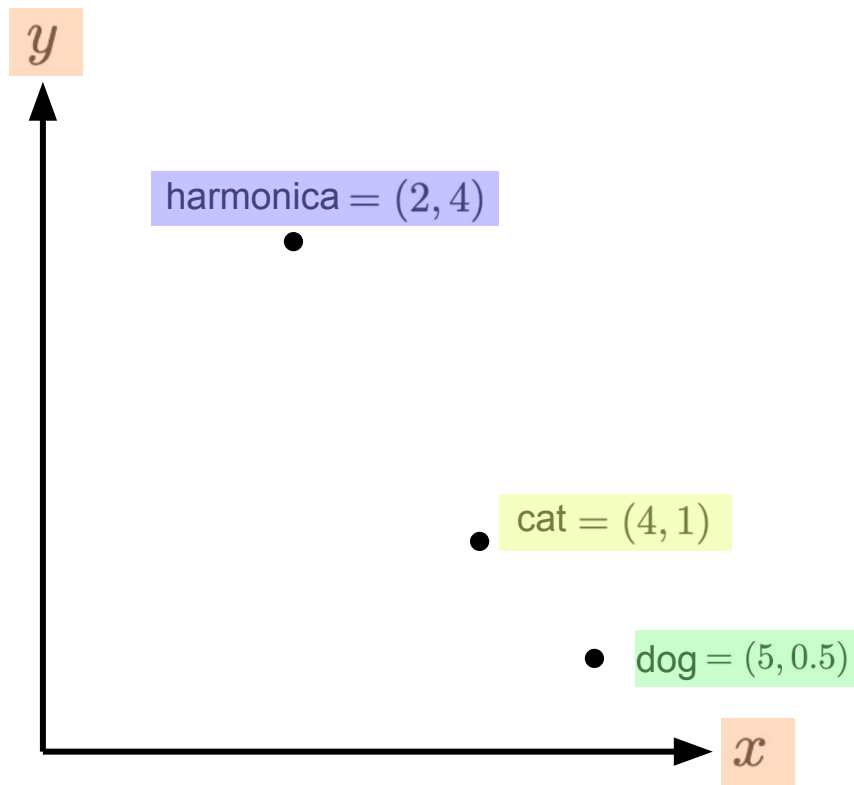 y
harmonica = (2, 4)
cat = (4, 1)
dog = (5, 0.5)
x